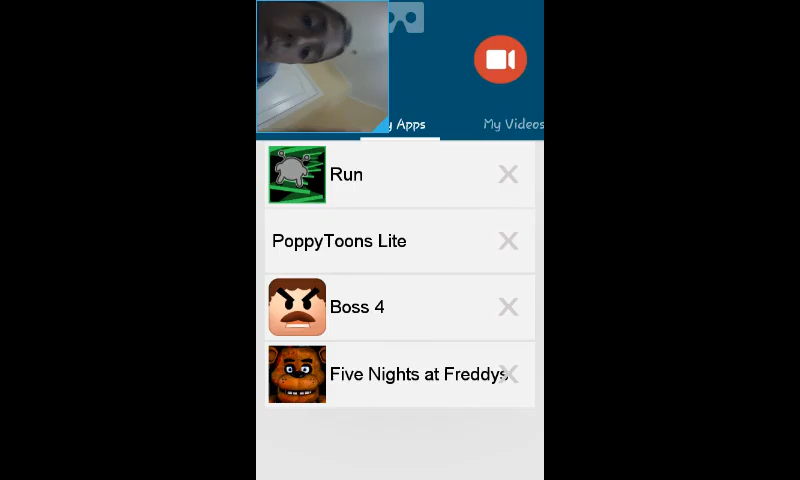 y Apps
My Videos
Run
PoppyToons Lite
Boss 4
Five Nights at Freddys